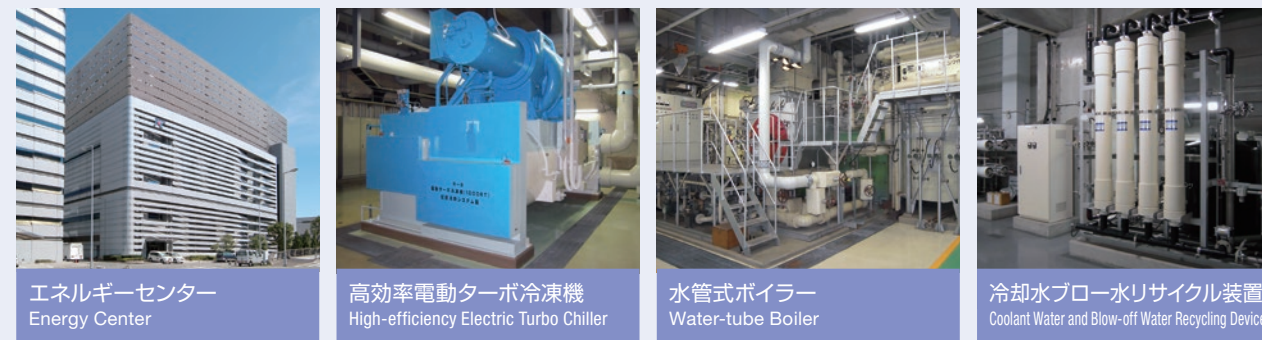 エネルギーセンター
Energy Center
高効率電動ターボ冷凍機
High-efficiency Electric Turbo Chiller
水管式ボイラー
Water-tube Boiler
冷却水ブロー水リサイクル装置
Coolant Water and Blow-off Water Recycling Device